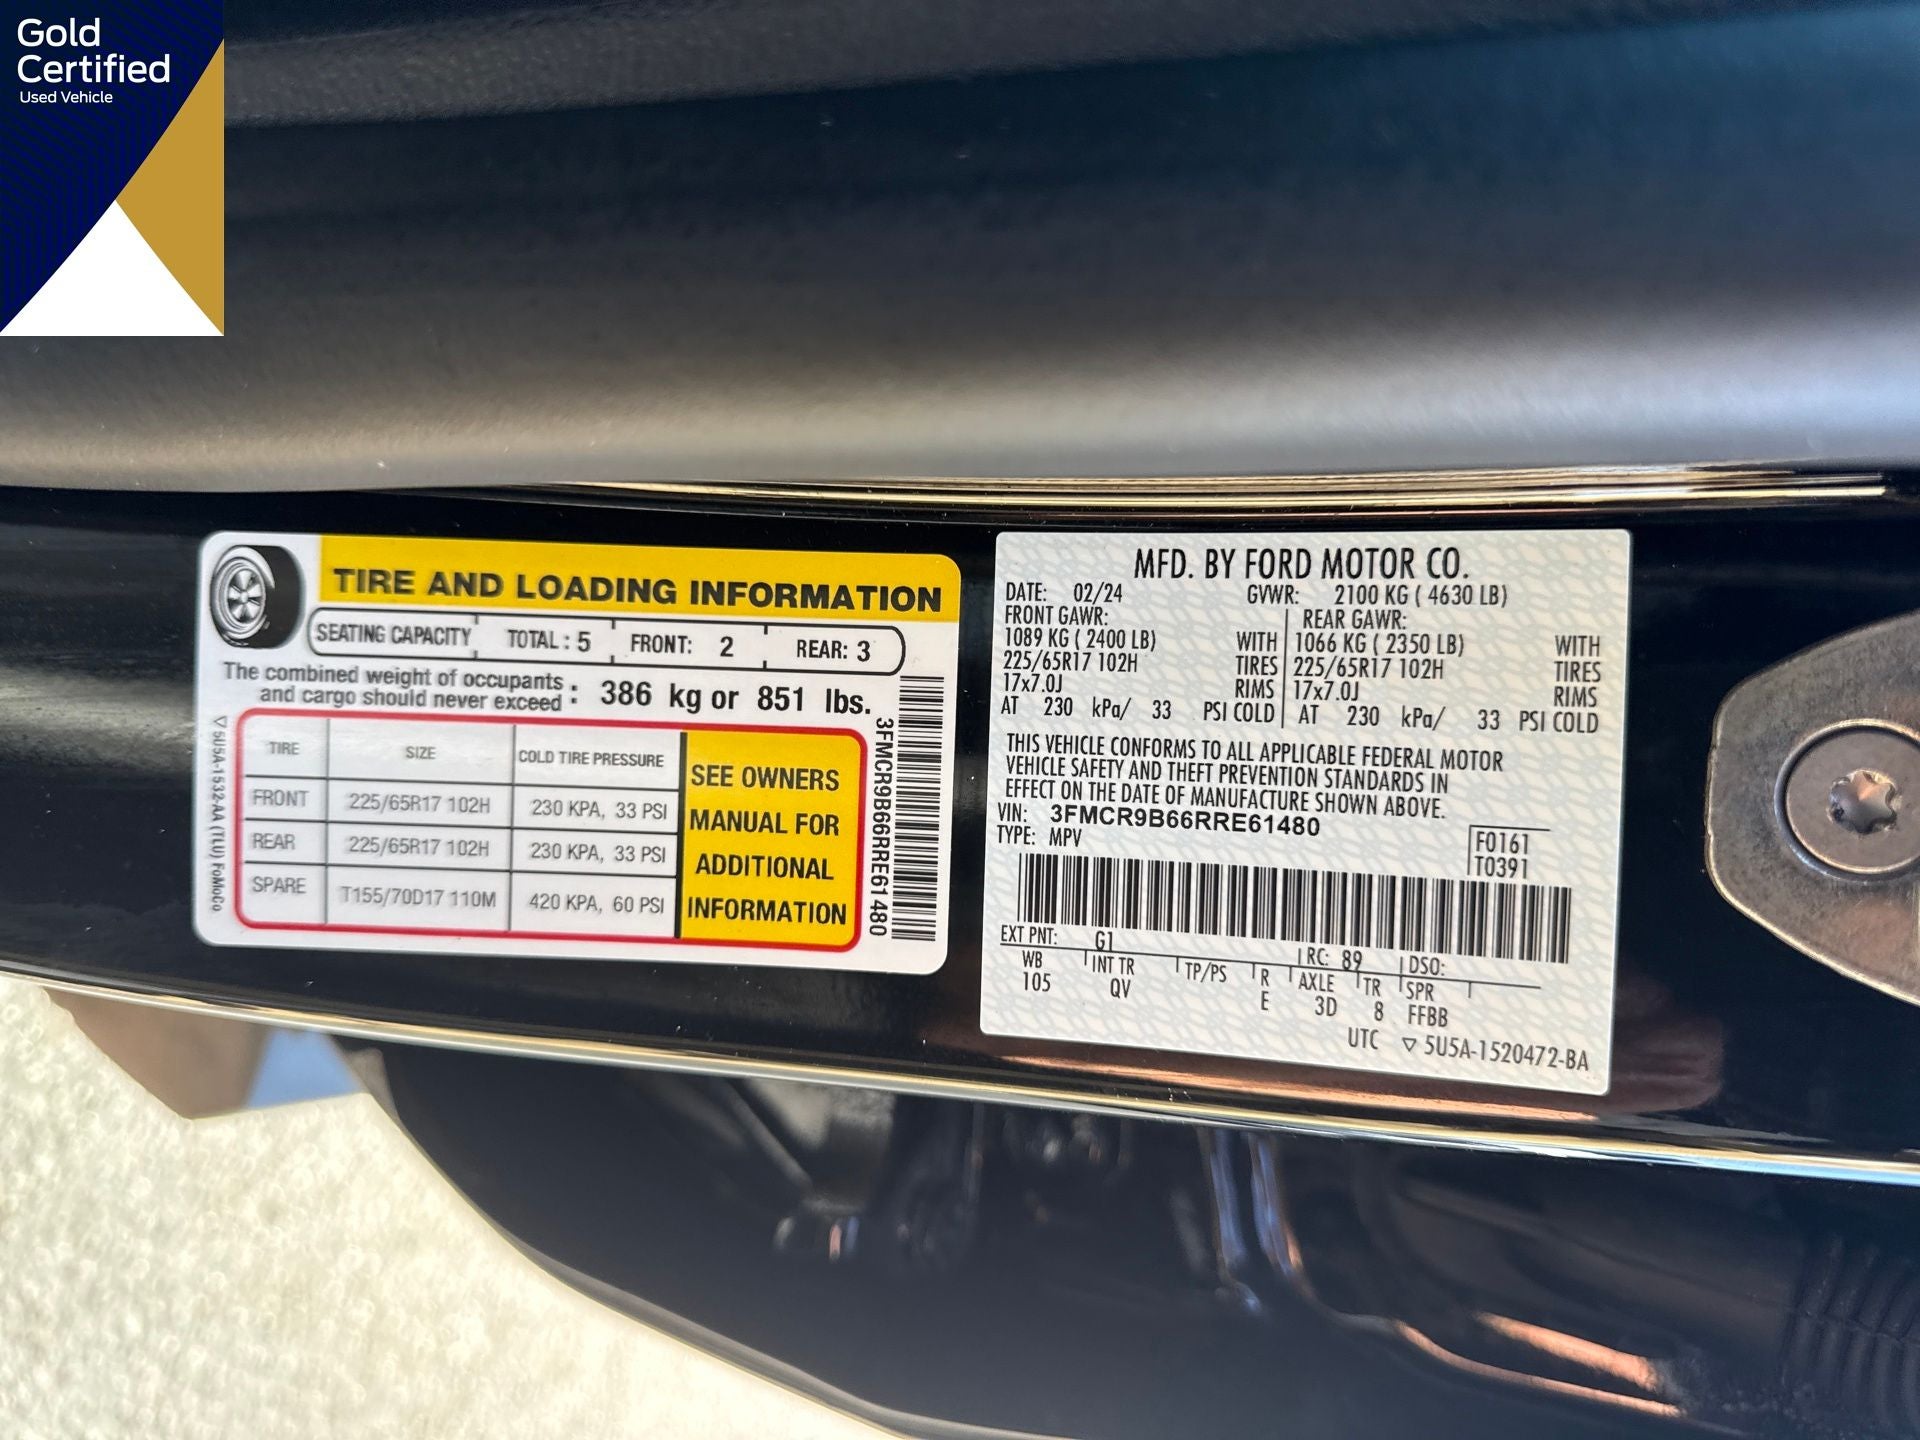 Gold
Certified
Used Vehicle
TIRE AND LOADING INFORMATION
SEATING CAPACITY TOTAL : 5 FRONT: 2 REAR: 3
The combined weight of occupants
and cargo should never exceed : 386 kg or 851 lbs.
TIRE SIZE COLD TIRE PRESSURE
FRONT 225/65R17 102H 230 KPA, 33 PSI
REAR 225/65R17 102H 230 KPA, 33 PSI
SPARE T155/70D17 110M 420 KPA, 60 PSI
SEE OWNERS
MANUAL FOR
ADDITIONAL
INFORMATION
3FMCR9B66RRE61480
▽5U5A-1532-AA (TLU) FoMoCo
MFD. BY FORD MOTOR CO.
DATE: 02/24 GVWR: 2100 KG ( 4630 LB)
FRONT GAWR: REAR GAWR:
1089 KG ( 2400 LB) WITH 1066 KG ( 2350 LB) WITH
225/65R17 102H TIRES 225/65R17 102H TIRES
17x7.0J RIMS 17x7.0J RIMS
AT 230 kPa/ 33 PSI COLD AT 230 kPa/ 33 PSI COLD
THIS VEHICLE CONFORMS TO ALL APPLICABLE FEDERAL MOTOR
VEHICLE SAFETY AND THEFT PREVENTION STANDARDS IN
EFFECT ON THE DATE OF MANUFACTURE SHOWN ABOVE.
VIN: 3FMCR9B66RRE61480
TYPE: MPV
F0161
T0391
EXT PNT: G1 RC: 89 DSO:
WB INT TR TP/PS R AXLE TR SPR
105 QV E 3D 8 FFBB
UTC ▽ 5U5A-1520472-BA